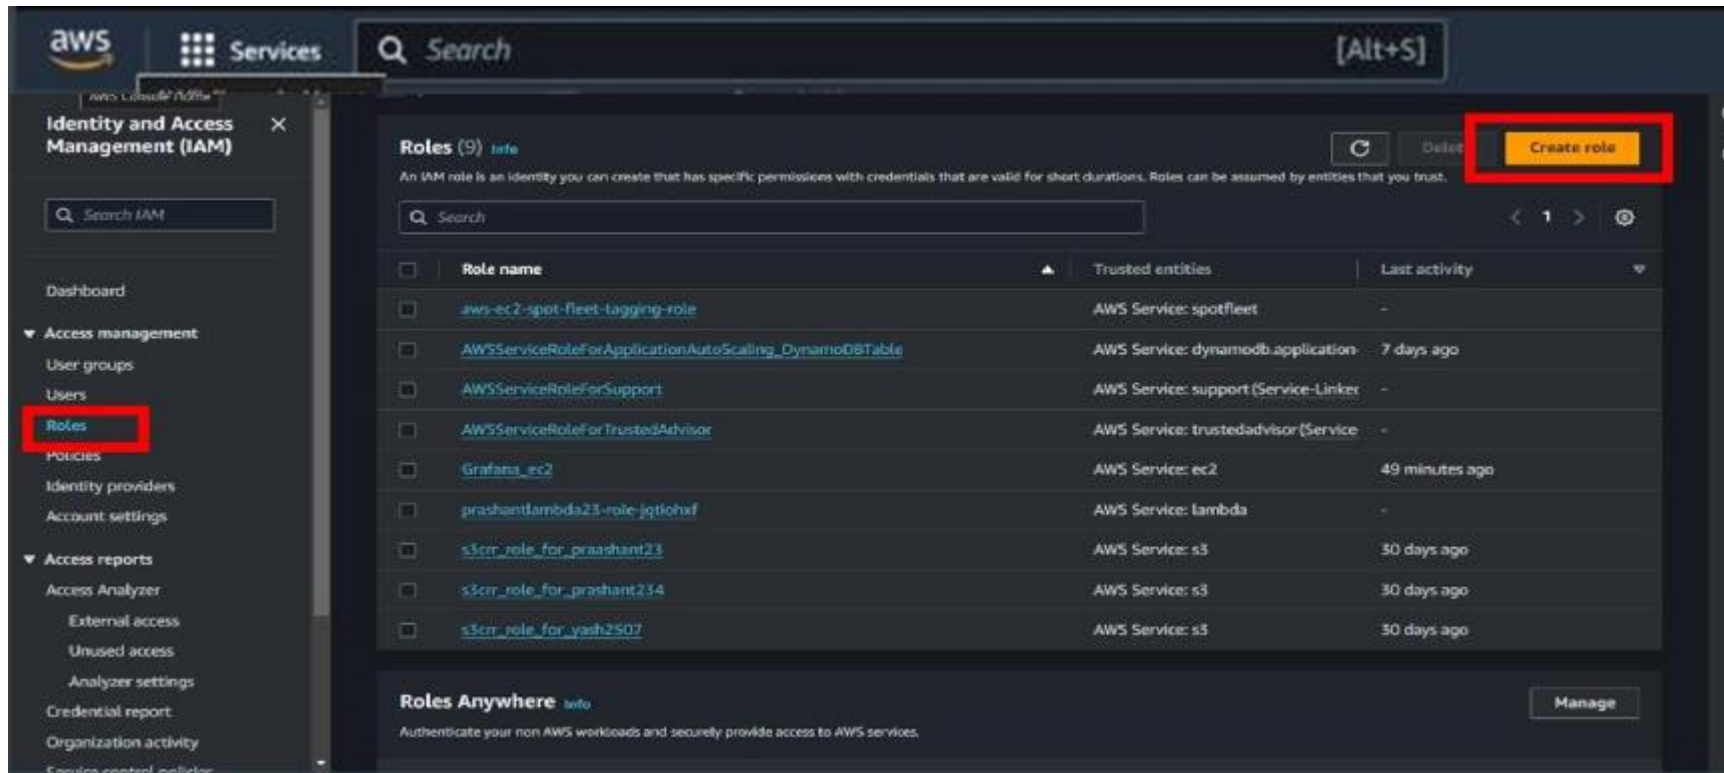 aws
Services
Search
[Alt+S]
AWS Console Home
Identity and Access
Management (IAM)
Search IAM
Dashboard
Access management
User groups
Users
Roles
Policies
Identity providers
Account settings
Access reports
Access Analyzer
External access
Unused access
Analyzer settings
Credential report
Organization activity
Service control policies
Roles (9) Info
Delet
Create role
An IAM role is an identity you can create that has specific permissions with credentials that are valid for short durations. Roles can be assumed by entities that you trust.
Search
1
Role name Trusted entities Last activity
aws-ec2-spot-fleet-tagging-role AWS Service: spotfleet -
AWSServiceRoleForApplicationAutoScaling_DynamoDBTable AWS Service: dynamodb.application- 7 days ago
AWSServiceRoleForSupport AWS Service: support (Service-Linkec -
AWSServiceRoleForTrustedAdvisor AWS Service: trustedadvisor (Service -
Grafana_ec2 AWS Service: ec2 49 minutes ago
AWS Service: lambda -
s3crr_role_for_praashant23 AWS Service: s3 30 days ago
s3crr_role_for_prashant234 AWS Service: s3 30 days ago
s3crr_role_for_yash2507 AWS Service: s3 30 days ago
Roles Anywhere Info
Manage
Authenticate your non AWS workloads and securely provide access to AWS services.